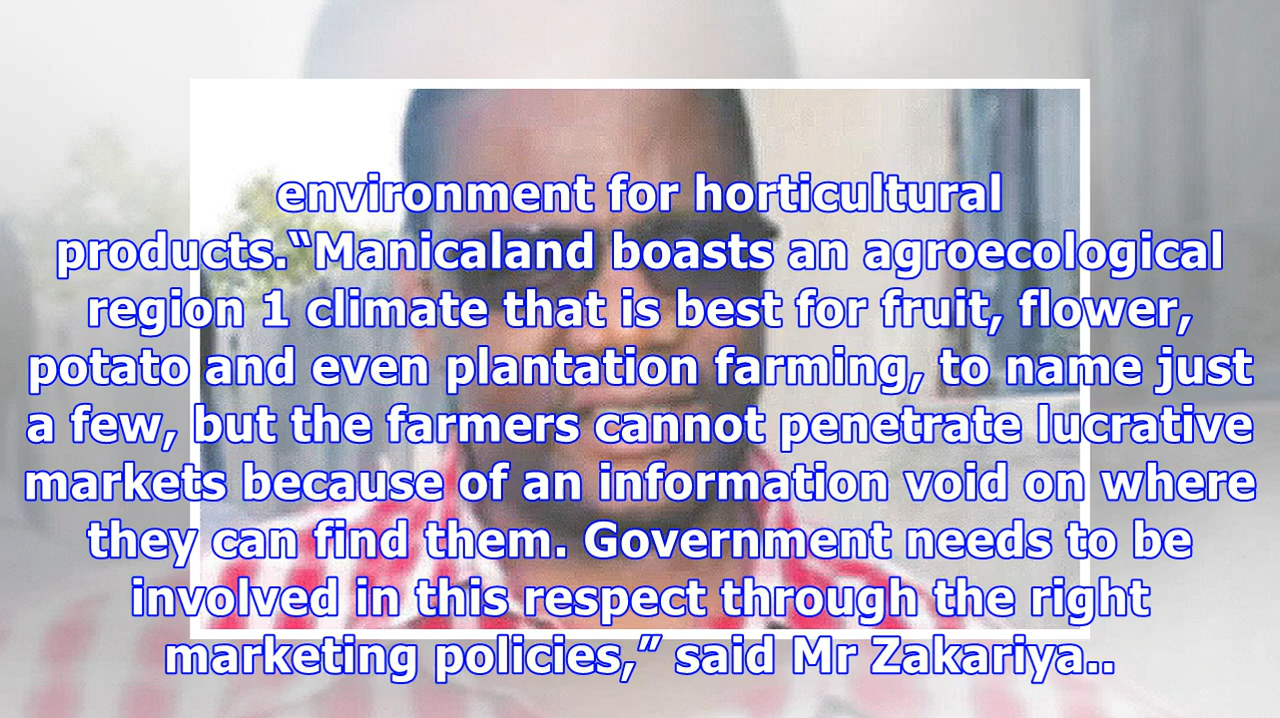 environment for horticultural
products.“Manicaland boasts an agroecological
region 1 climate that is best for fruit, flower,
potato and even plantation farming, to name just
a few, but the farmers cannot penetrate lucrative
markets because of an information void on where
they can find them. Government needs to be
involved in this respect through the right
marketing policies,” said Mr Zakariya..